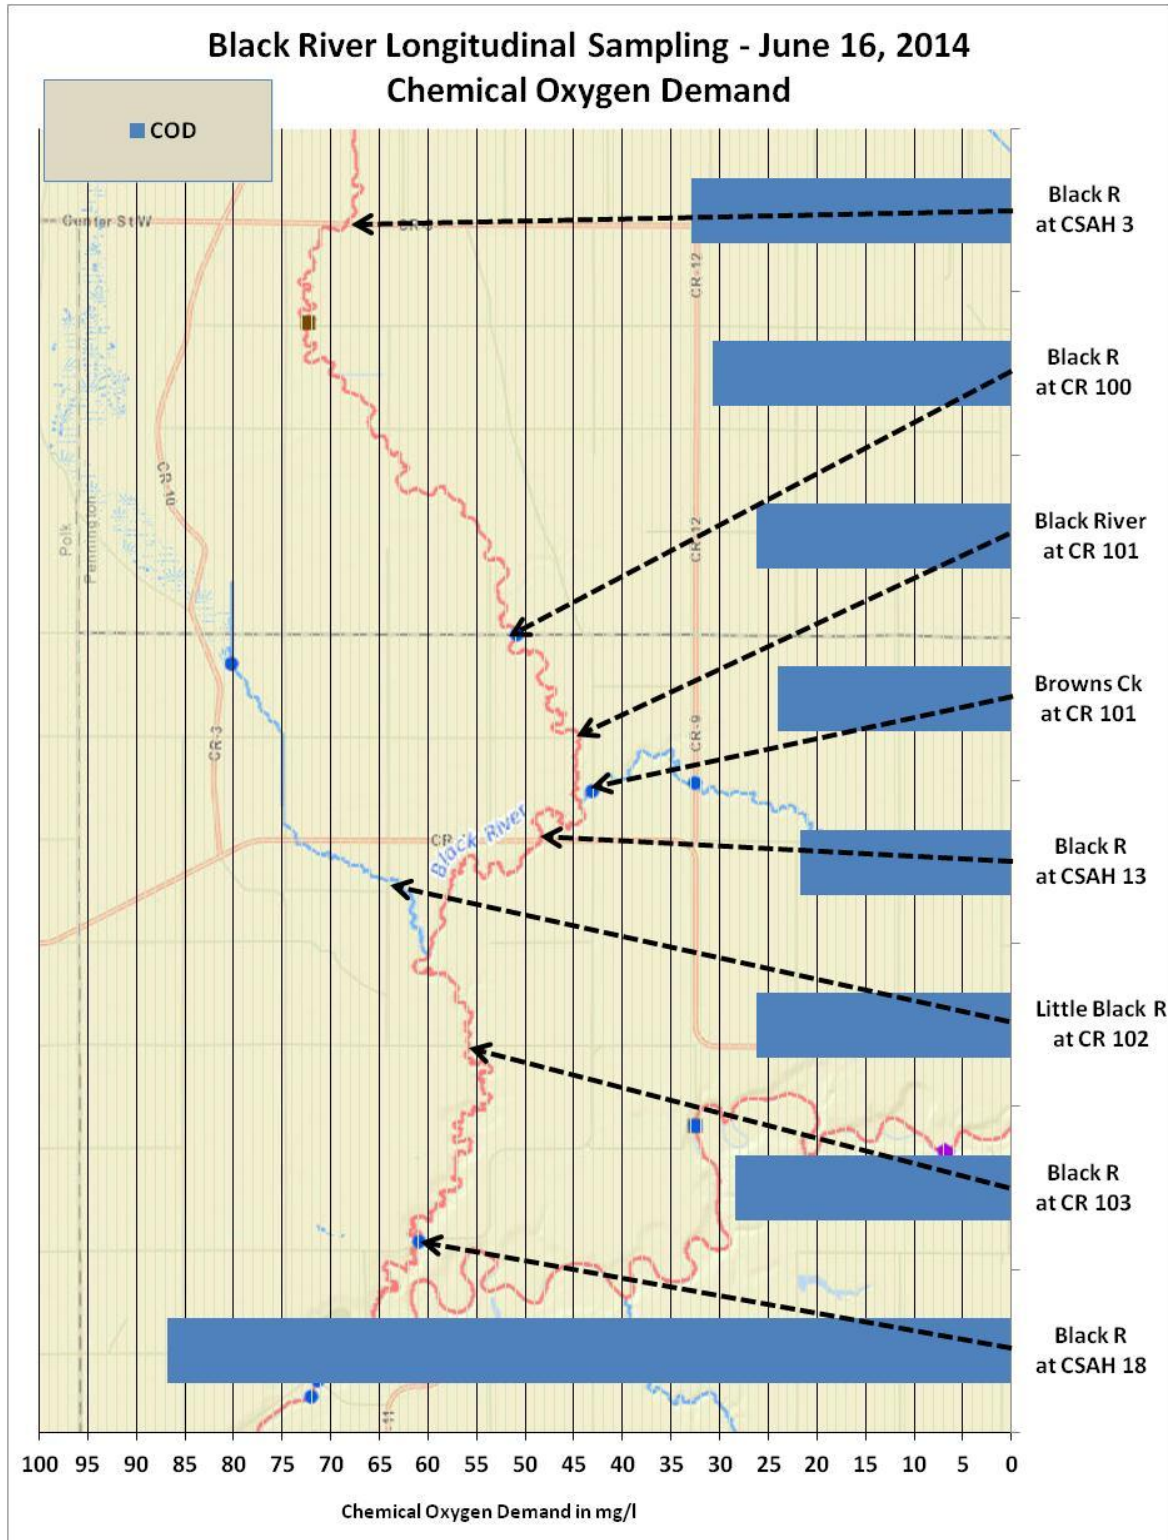 Black River Longitudinal Sampling - June 16, 2014
Chemical Oxygen Demand
COD
Black R
at CSAH 3
CR-12
Black R
at CR 100
CR-10
Polk
Pennington
CR-12
Black River
at CR 101
Browns Ck
at CR 101
CR-3
CR-9
Black River
CR
Black R
at CSAH 13
Little Black R
at CR 102
Black R
at CR 103
Black R
at CSAH 18
100 95 90 85 80 75 70 65 60 55 50 45 40 35 30 25 20 15 10 5 0
Chemical Oxygen Demand in mg/l